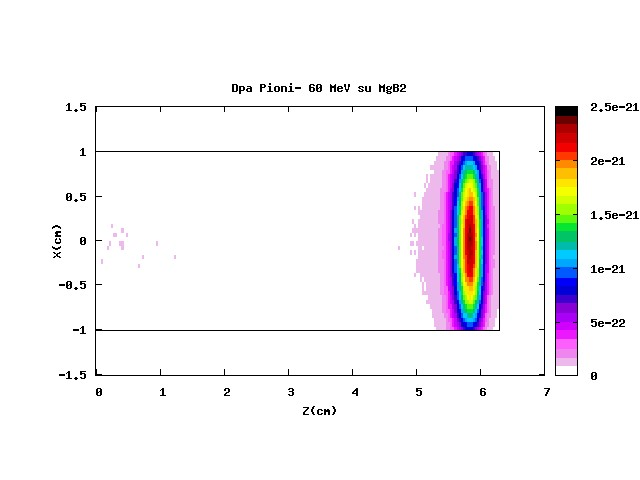 Dpa Pioni- 60 MeV su MgB2
1.5
1
0.5
0
-0.5
-1
-1.5
X(cm)
0 1 2 3 4 5 6 7
Z(cm)
2.5e-21
2e-21
1.5e-21
1e-21
5e-22
0